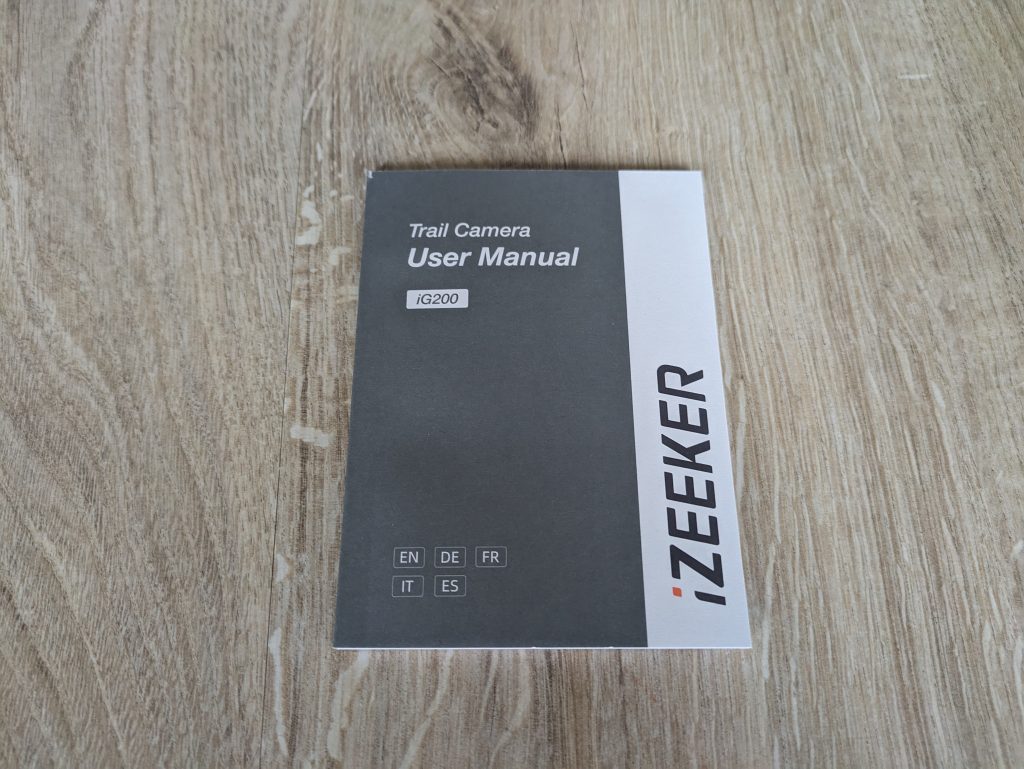 Trail Camera
User Manual
iG200
EN DE FR
IT ES
iZEEKER